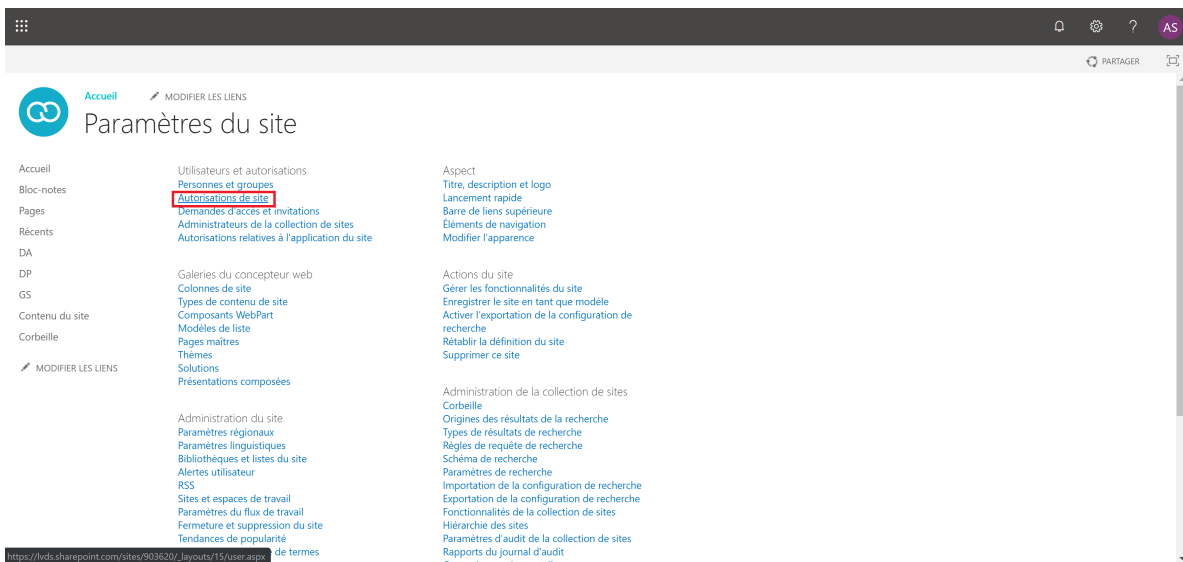 ?
AS
PARTAGER
Accueil
MODIFIER LES LIENS
Paramètres du site
Accueil
Bloc-notes
Pages
Récents
DA
DP
GS
Contenu du site
Corbeille
MODIFIER LES LIENS
Utilisateurs et autorisations
Personnes et groupes
Autorisations de site
Demandes d'accès et invitations
Administrateurs de la collection de sites
Autorisations relatives à l'application du site
Galeries du concepteur web
Colonnes de site
Types de contenu de site
Composants WebPart
Modèles de liste
Pages maîtres
Thèmes
Solutions
Présentations composées
Administration du site
Paramètres régionaux
Paramètres linguistiques
Bibliothèques et listes du site
Alertes utilisateur
RSS
Sites et espaces de travail
Paramètres du flux de travail
Fermeture et suppression du site
Tendances de popularité
de termes
Aspect
Titre, description et logo
Lancement rapide
Barre de liens supérieure
Éléments de navigation
Modifier l'apparence
Actions du site
Gérer les fonctionnalités du site
Enregistrer le site en tant que modèle
Activer l'exportation de la configuration de
recherche
Rétablir la définition du site
Supprimer ce site
Administration de la collection de sites
Corbeille
Origines des résultats de la recherche
Types de résultats de recherche
Règles de requête de recherche
Schéma de recherche
Paramètres de recherche
Importation de la configuration de recherche
Exportation de la configuration de recherche
Fonctionnalités de la collection de sites
Hiérarchie des sites
Paramètres d'audit de la collection de sites
Rapports du journal d'audit
https://lvds.sharepoint.com/sites/903620/_layouts/15/user.aspx